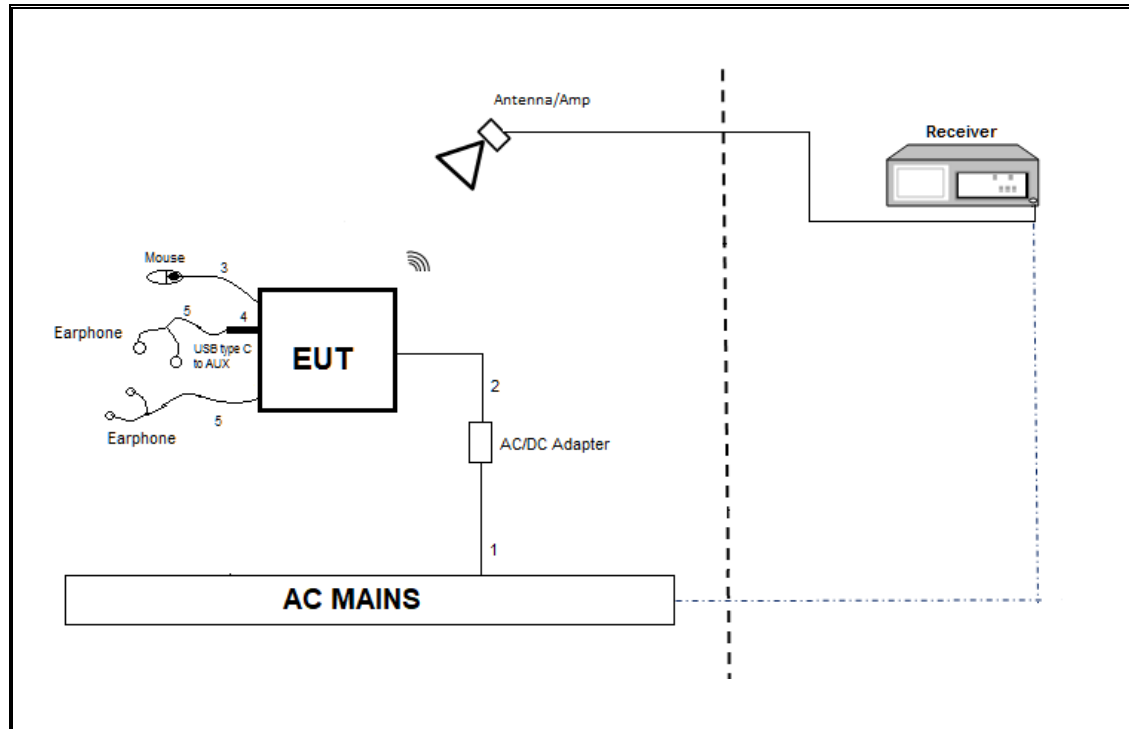 Antenna/Amp
Receiver
Mouse
3
5
4
Earphone
USB type C
to AUX
EUT
2
5
Earphone
AC/DC Adapter
1
AC MAINS